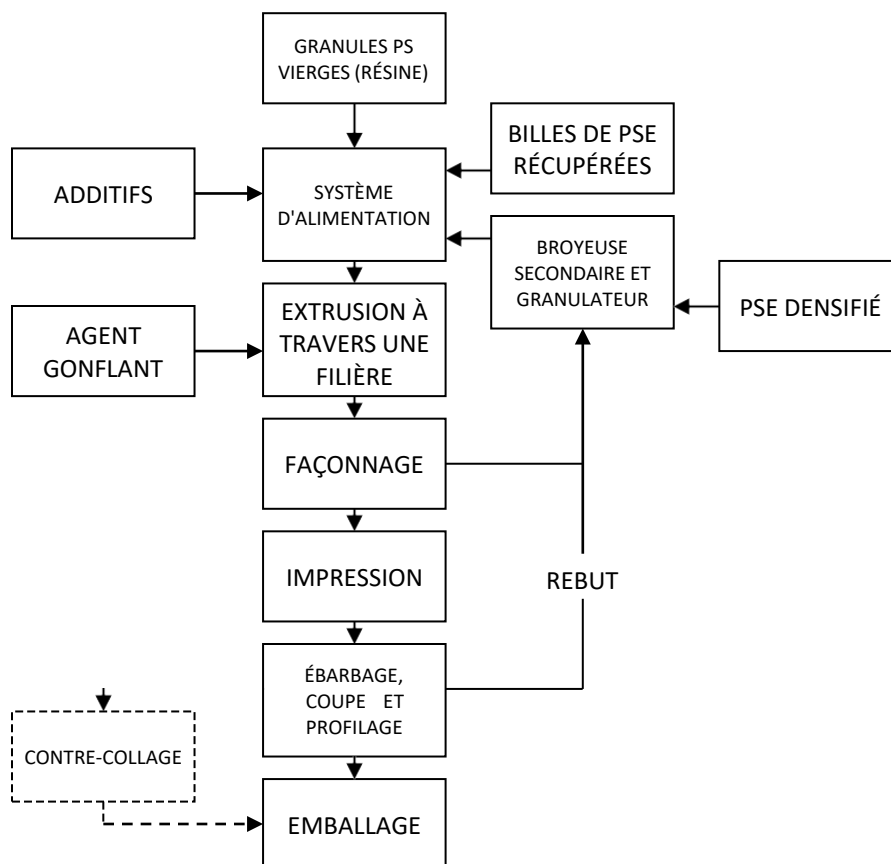 GRANULES PS
VIERGES (RÉSINE)
BILLES DE PSE
RÉCUPÉRÉES
ADDITIFS
SYSTÈME
D'ALIMENTATION
BROYEUSE
SECONDAIRE ET
GRANULATEUR
PSE DENSIFIÉ
AGENT
GONFLANT
EXTRUSION À
TRAVERS UNE
FILIÈRE
FAÇONNAGE
IMPRESSION
REBUT
ÉBARBAGE,
COUPE ET
PROFILAGE
CONTRE-COLLAGE
EMBALLAGE